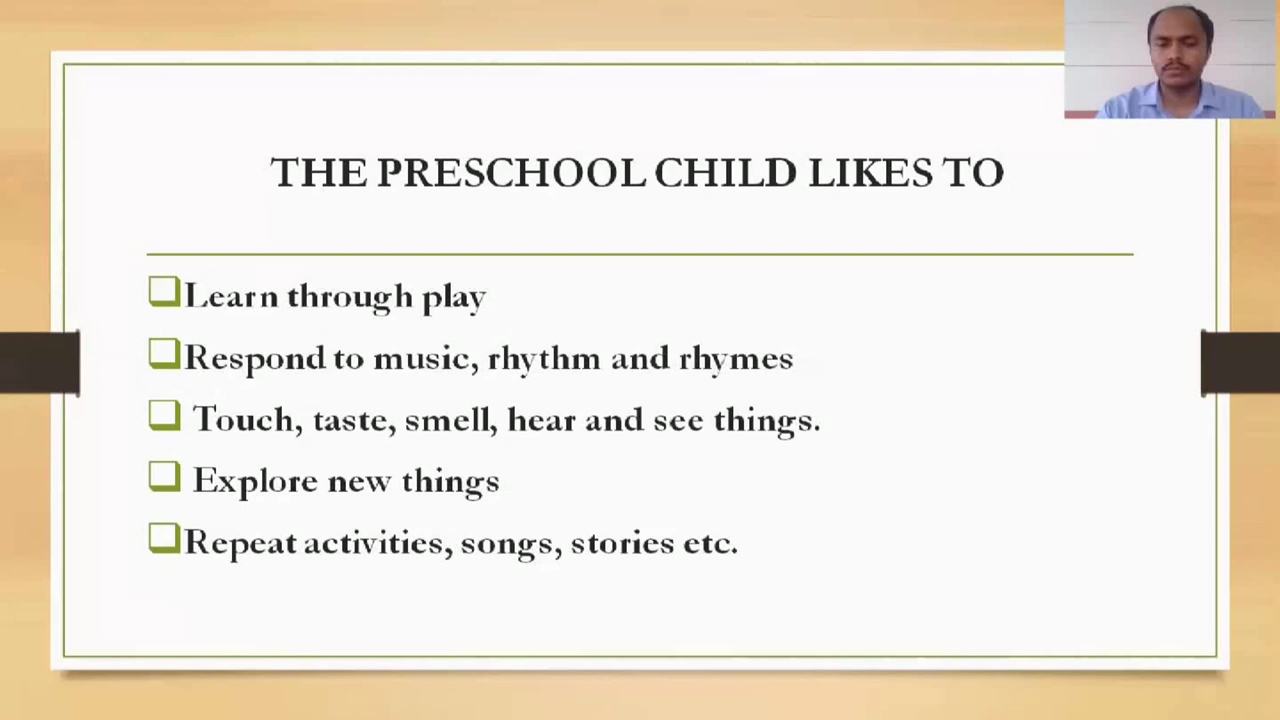 THE PRESCHOOL CHILD LIKES TO
Learn through play
Respond to music, rhythm and rhymes
Touch, taste, smell, hear and see things.
Explore new things
Repeat activities, songs, stories etc.